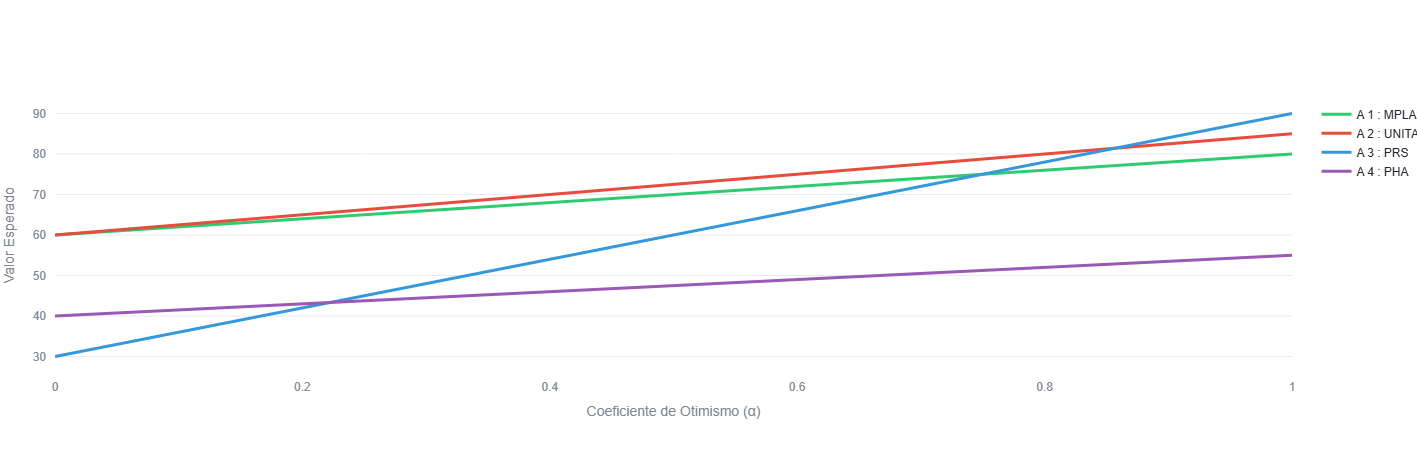 90
80
70
60
50
40
30
Valor Esperado
0 0.2 0.4 0.6 0.8 1
Coeficiente de Otimismo (α)
A 1 : MPLA
A 2 : UNITA
A 3 : PRS
A 4 : PHA